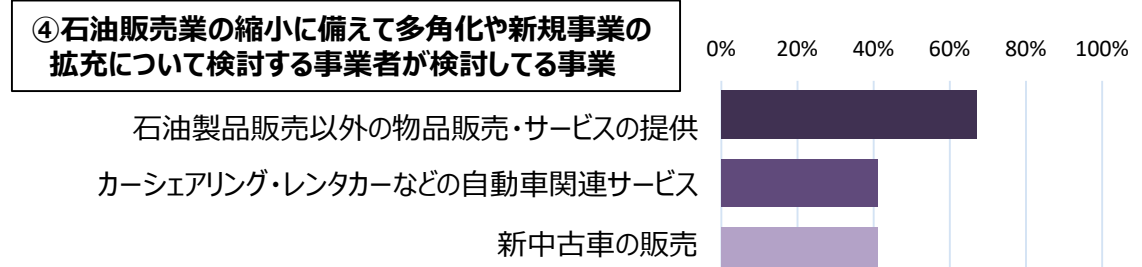 ④石油販売業の縮小に備えて多角化や新規事業の
拡充について検討する事業者が検討してる事業
0% 20% 40% 60% 80% 100%
石油製品販売以外の物品販売・サービスの提供
カーシェアリング・レンタカーなどの自動車関連サービス
新中古車の販売